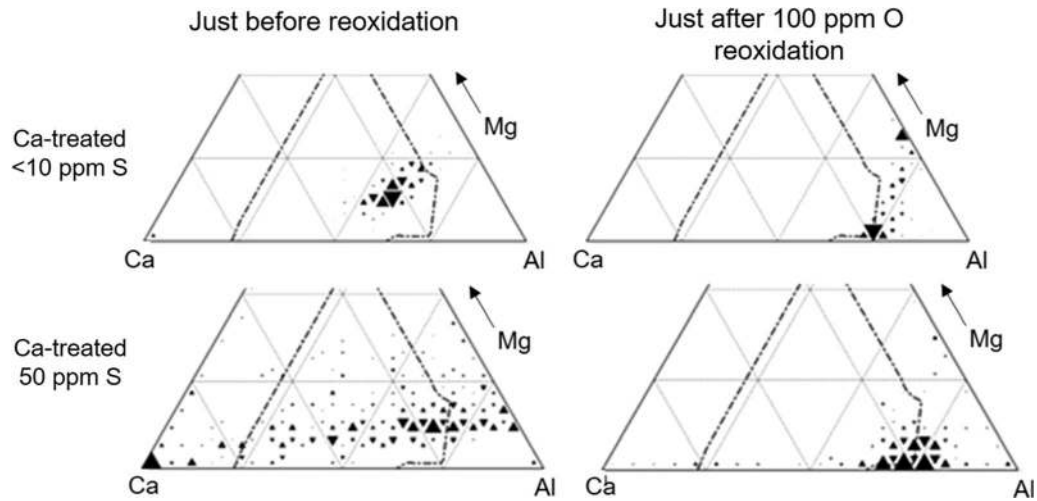 Just before reoxidation
Just after 100 ppm O
reoxidation
Ca-treated
<10 ppm S
Mg
Mg
Ca
Al
Ca
Al
Ca-treated
50 ppm S
Mg
Mg
Ca
Al
Ca
Al